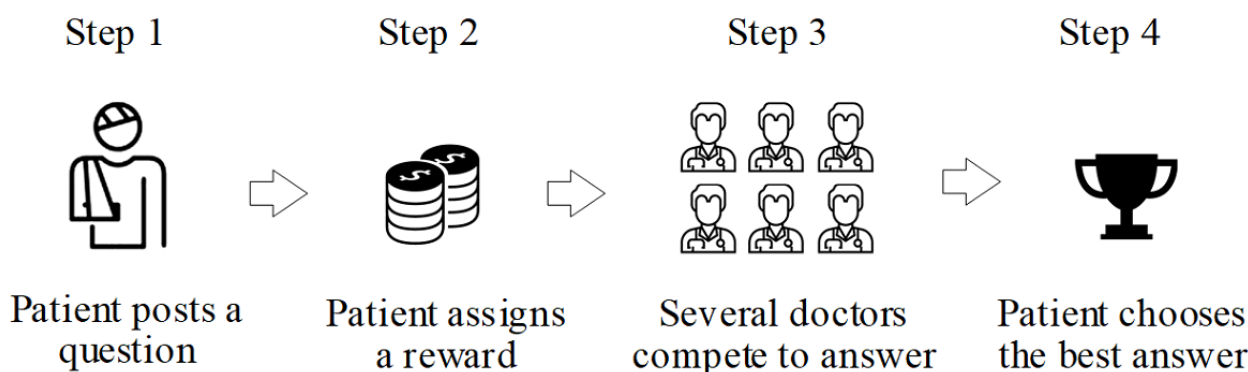 Step 1
Step 2
Step 3
Step 4
$
$
Patient posts a
question
Patient assigns
a reward
Several doctors
compete to answer
Patient chooses
the best answer